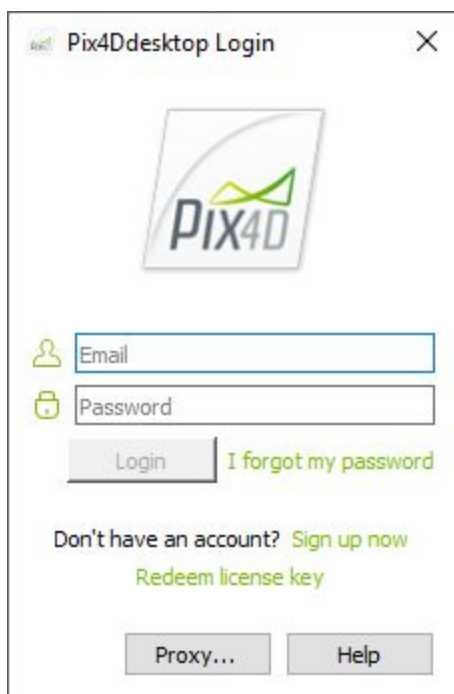 Pix4Ddesktop Login
PIX4D
Email
Password
Login I forgot my password
Don't have an account? Sign up now
Redeem license key
Proxy... Help